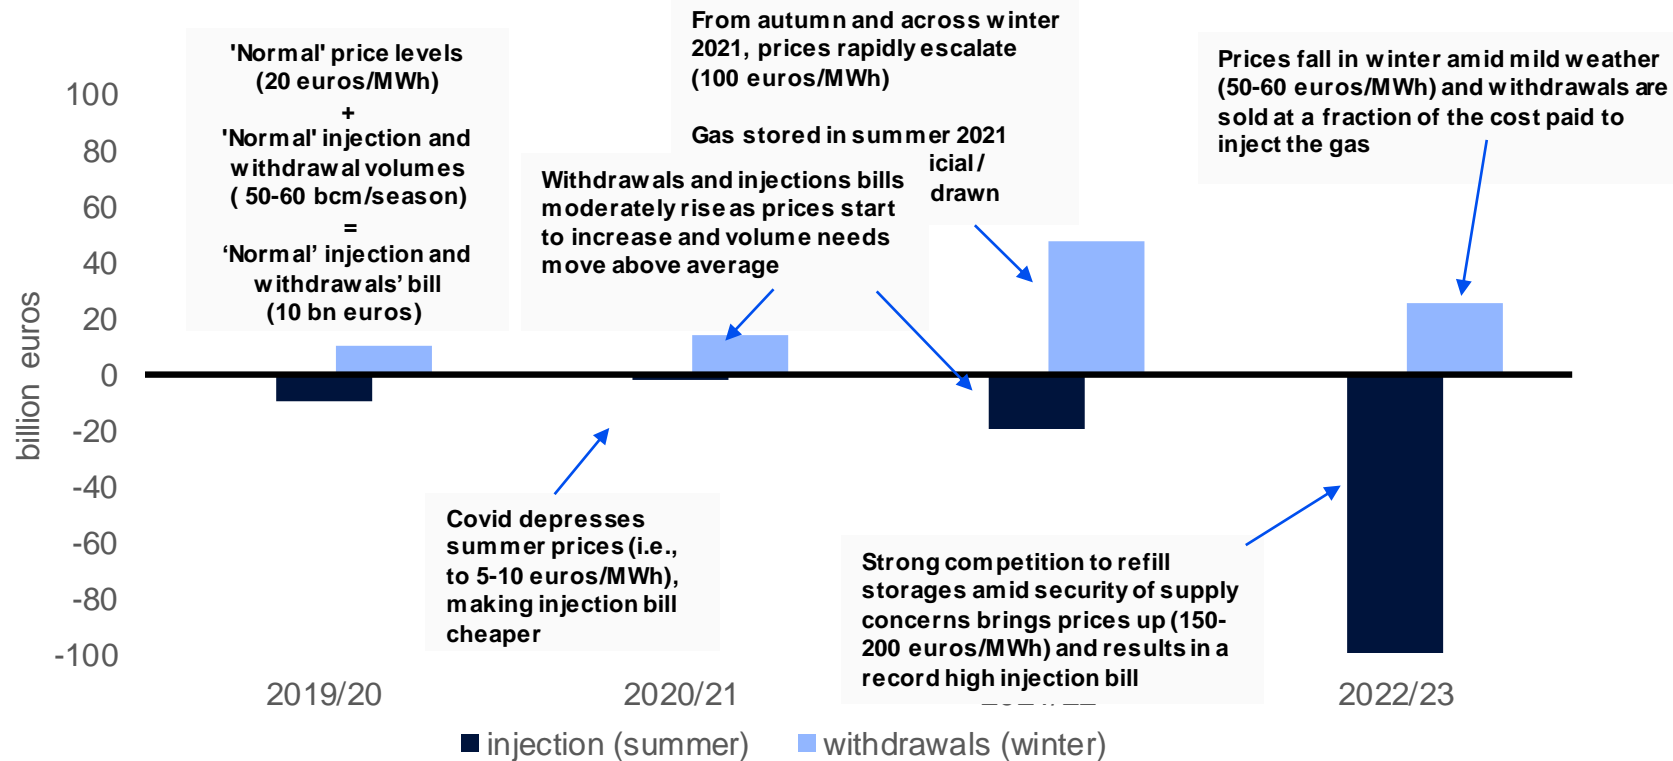 'Normal' price levels
(20 euros/MWh)
+
'Normal' injection and
withdrawal volumes
( 50-60 bcm/season)
=
‘Normal’ injection and
withdrawals’ bill
(10 bn euros)
From autumn and across winter
2021, prices rapidly escalate
(100 euros/MWh)
Gas stored in summer 2021
icial /
drawn
Withdrawals and injections bills
moderately rise as prices start
to increase and volume needs
move above average
Prices fall in winter amid mild weather
(50-60 euros/MWh) and withdrawals are
sold at a fraction of the cost paid to
inject the gas
Covid depresses
summer prices (i.e.,
to 5-10 euros/MWh),
making injection bill
cheaper
Strong competition to refill
storages amid security of supply
concerns brings prices up (150-
200 euros/MWh) and results in a
record high injection bill
billion euros
100
80
60
40
20
0
-20
-40
-60
-80
-100
2019/20
2020/21
2022/23
injection (summer)
withdrawals (winter)